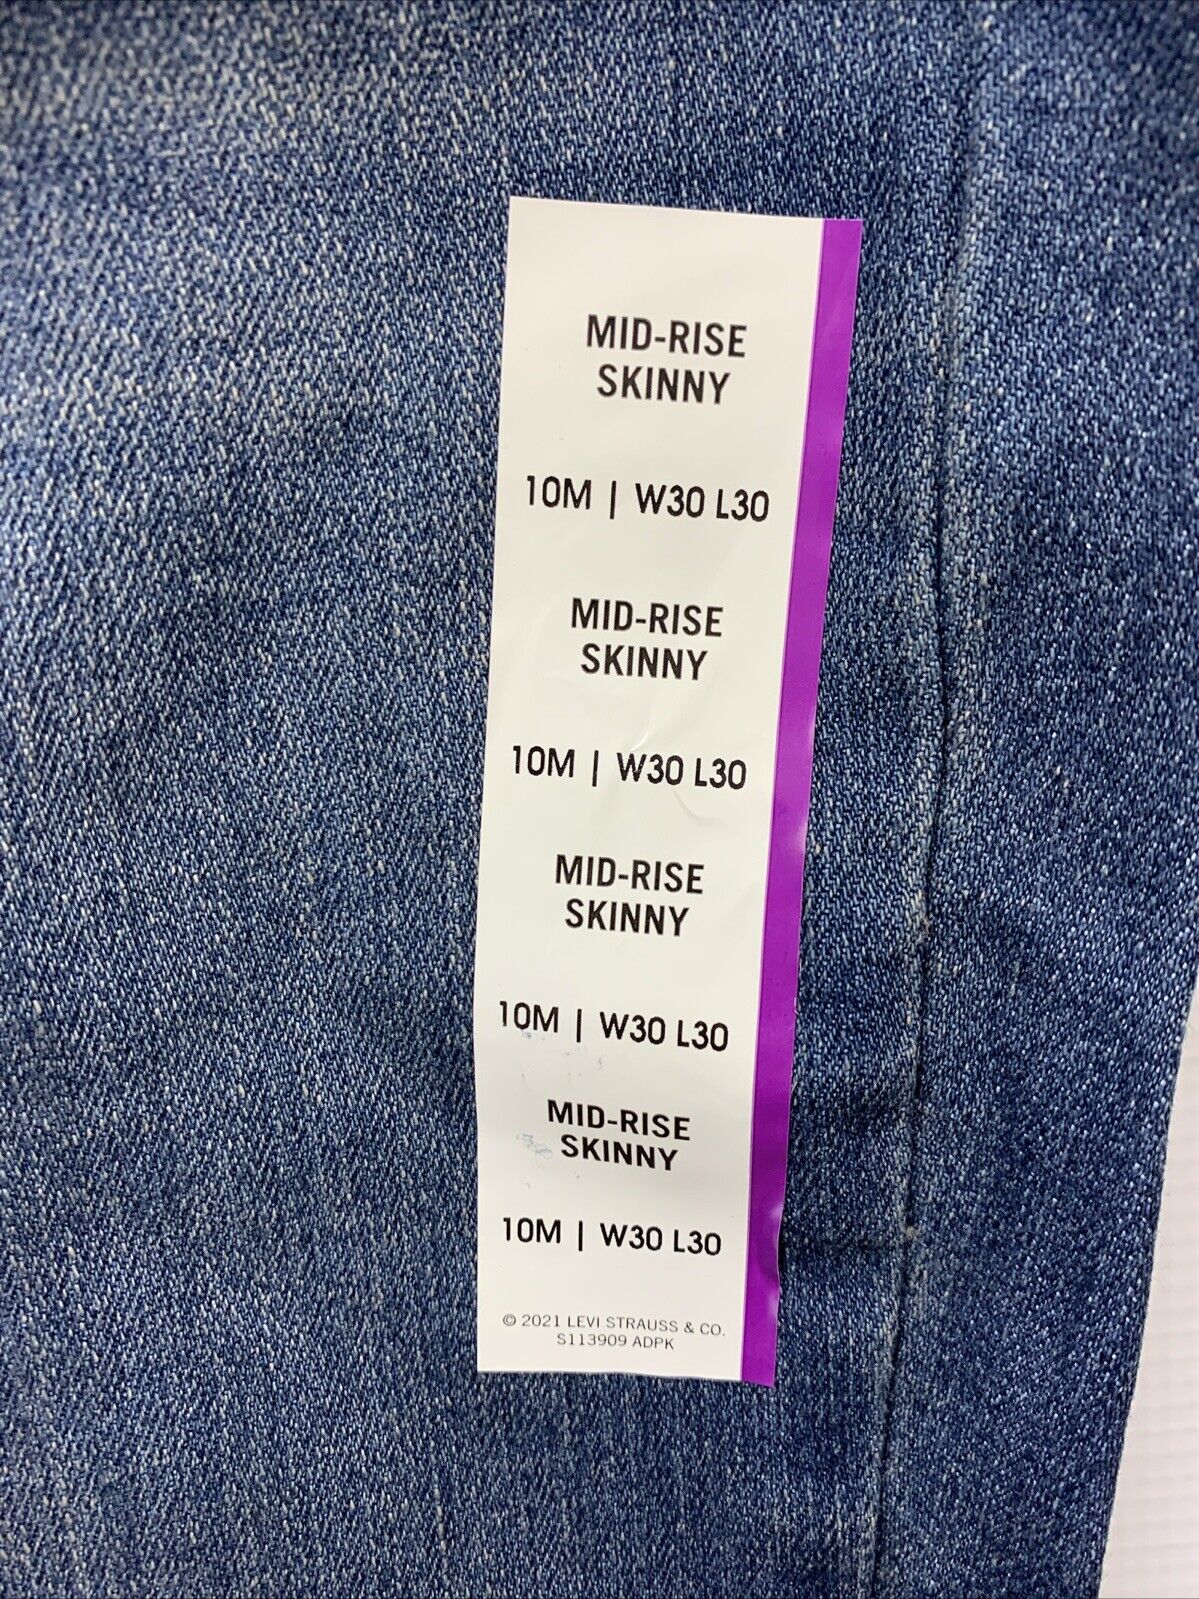 MID-RISE
SKINNY
10M | W30 L30
MID-RISE
SKINNY
10M | W30 L30
MID-RISE
SKINNY
10M | W30 L30
MID-RISE
SKINNY
10M | W30 L30
© 2021 LEVI STRAUSS & CO.
S113909 ADPK